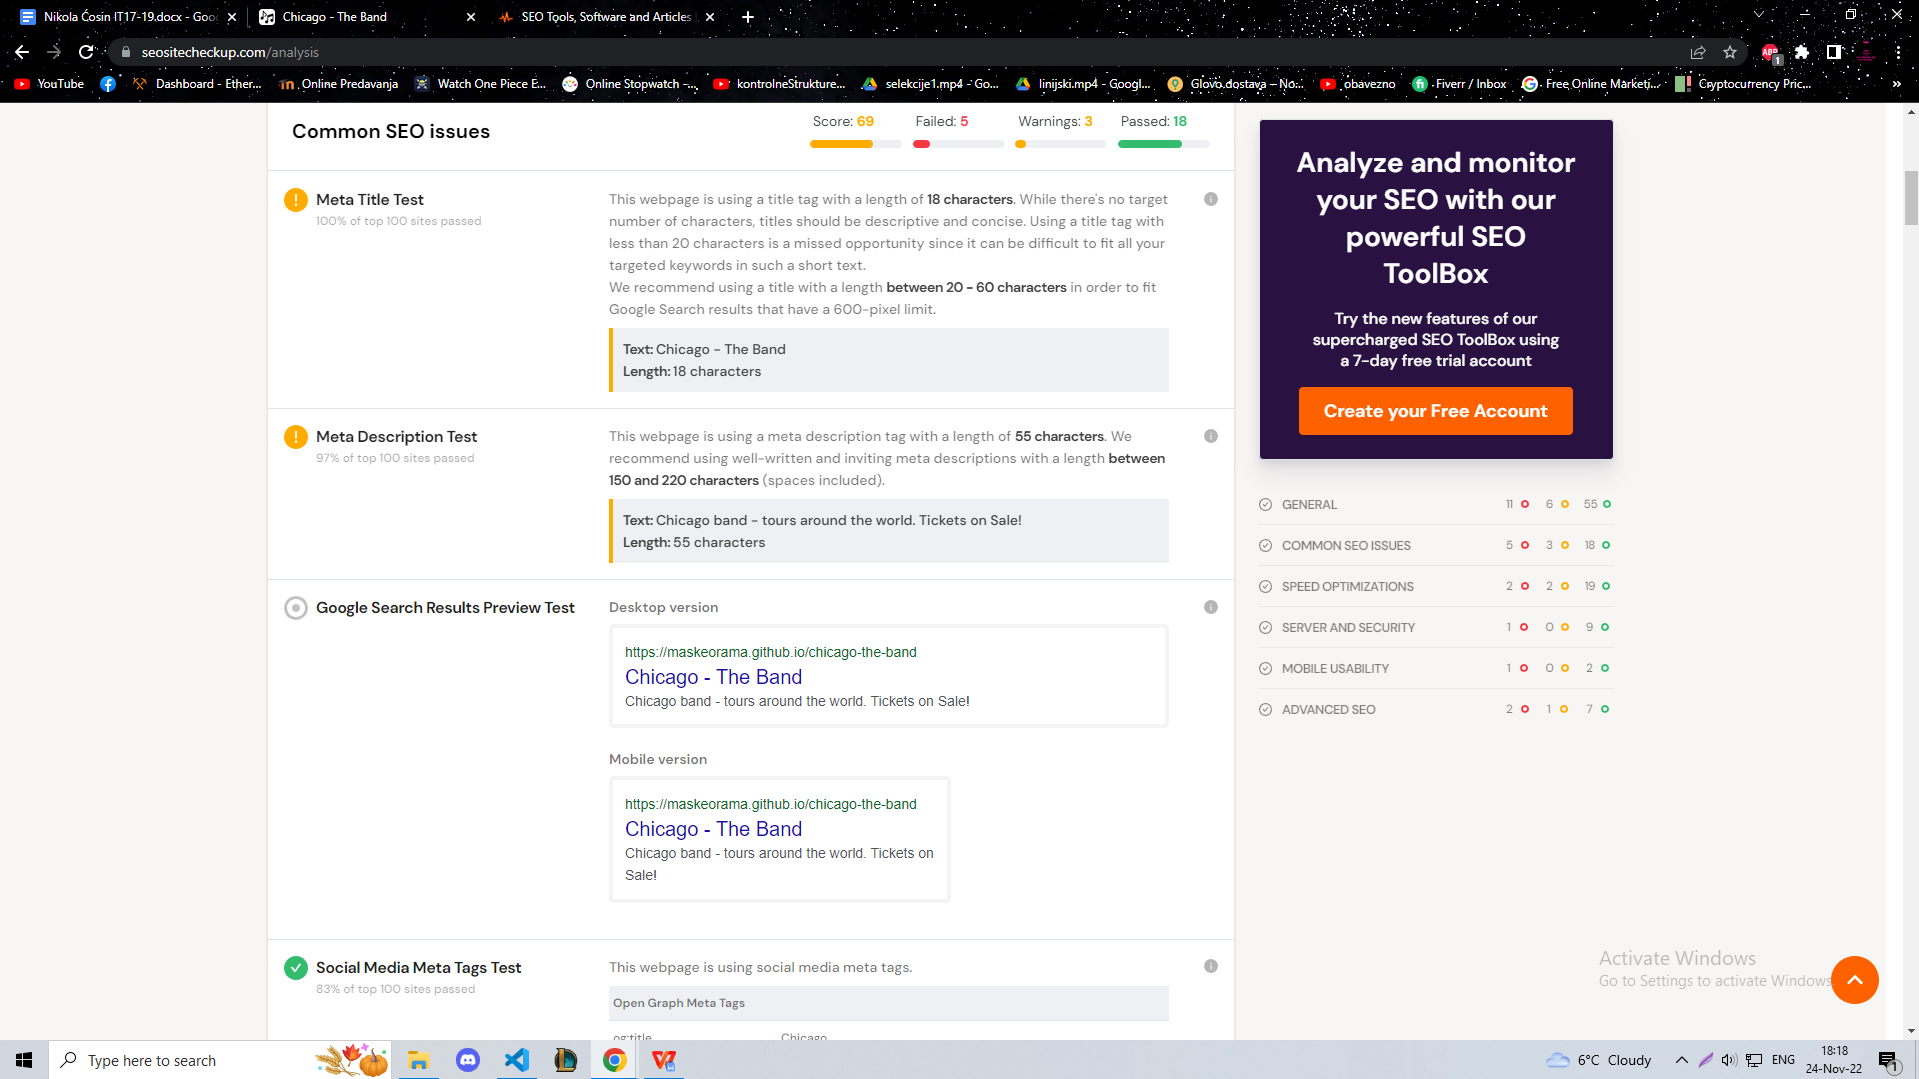 Nikola Ćosin IT17-19.docx - Goo
Chicago - The Band
SEO Tools, Software and Articles
seositecheckup.com/analysis
YouTube
Dashboard - Ether...
Online Predavanja
Watch One Piece E...
Online Stopwatch -...
kontrolneStrukture...
selekcije1.mp4 - Go...
linijski.mp4 - Googl...
Glovo dostava – No...
obavezno
Fiverr / Inbox
Free Online Marketi...
Cryptocurrency Pric...
Common SEO issues
Score: 69
Failed: 5
Warnings: 3
Passed: 18
Meta Title Test
100% of top 100 sites passed
This webpage is using a title tag with a length of 18 characters. While there's no target
number of characters, titles should be descriptive and concise. Using a title tag with
less than 20 characters is a missed opportunity since it can be difficult to fit all your
targeted keywords in such a short text.
We recommend using a title with a length between 20 - 60 characters in order to fit
Google Search results that have a 600-pixel limit.
Text: Chicago - The Band
Length: 18 characters
Meta Description Test
97% of top 100 sites passed
This webpage is using a meta description tag with a length of 55 characters. We
recommend using well-written and inviting meta descriptions with a length between
150 and 220 characters (spaces included).
Text: Chicago band - tours around the world. Tickets on Sale!
Length: 55 characters
Google Search Results Preview Test
Desktop version
https://maskeorama.github.io/chicago-the-band
Chicago - The Band
Chicago band - tours around the world. Tickets on Sale!
Mobile version
https://maskeorama.github.io/chicago-the-band
Chicago - The Band
Chicago band - tours around the world. Tickets on
Sale!
Social Media Meta Tags Test
83% of top 100 sites passed
This webpage is using social media meta tags.
Open Graph Meta Tags
og:title Chicago
Analyze and monitor
your SEO with our
powerful SEO
ToolBox
Try the new features of our
supercharged SEO ToolBox using
a 7-day free trial account
Create your Free Account
GENERAL 11 6 55
COMMON SEO ISSUES 5 3 18
SPEED OPTIMIZATIONS 2 2 19
SERVER AND SECURITY 1 0 9
MOBILE USABILITY 1 0 2
ADVANCED SEO 2 1 7
Activate Windows
Go to Settings to activate Windows
Type here to search
6°C Cloudy
ENG
18:18
24-Nov-22
1